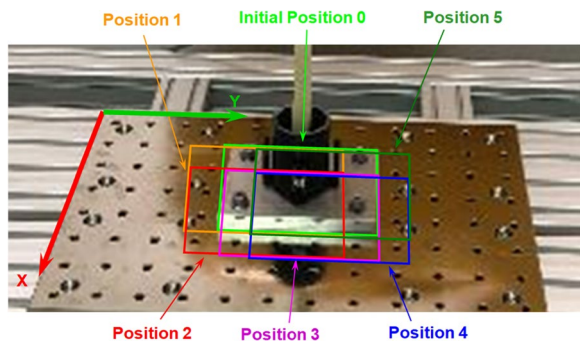 Position 1
Initial Position 0
Position 5
Y
X
Position 2
Position 3
Position 4